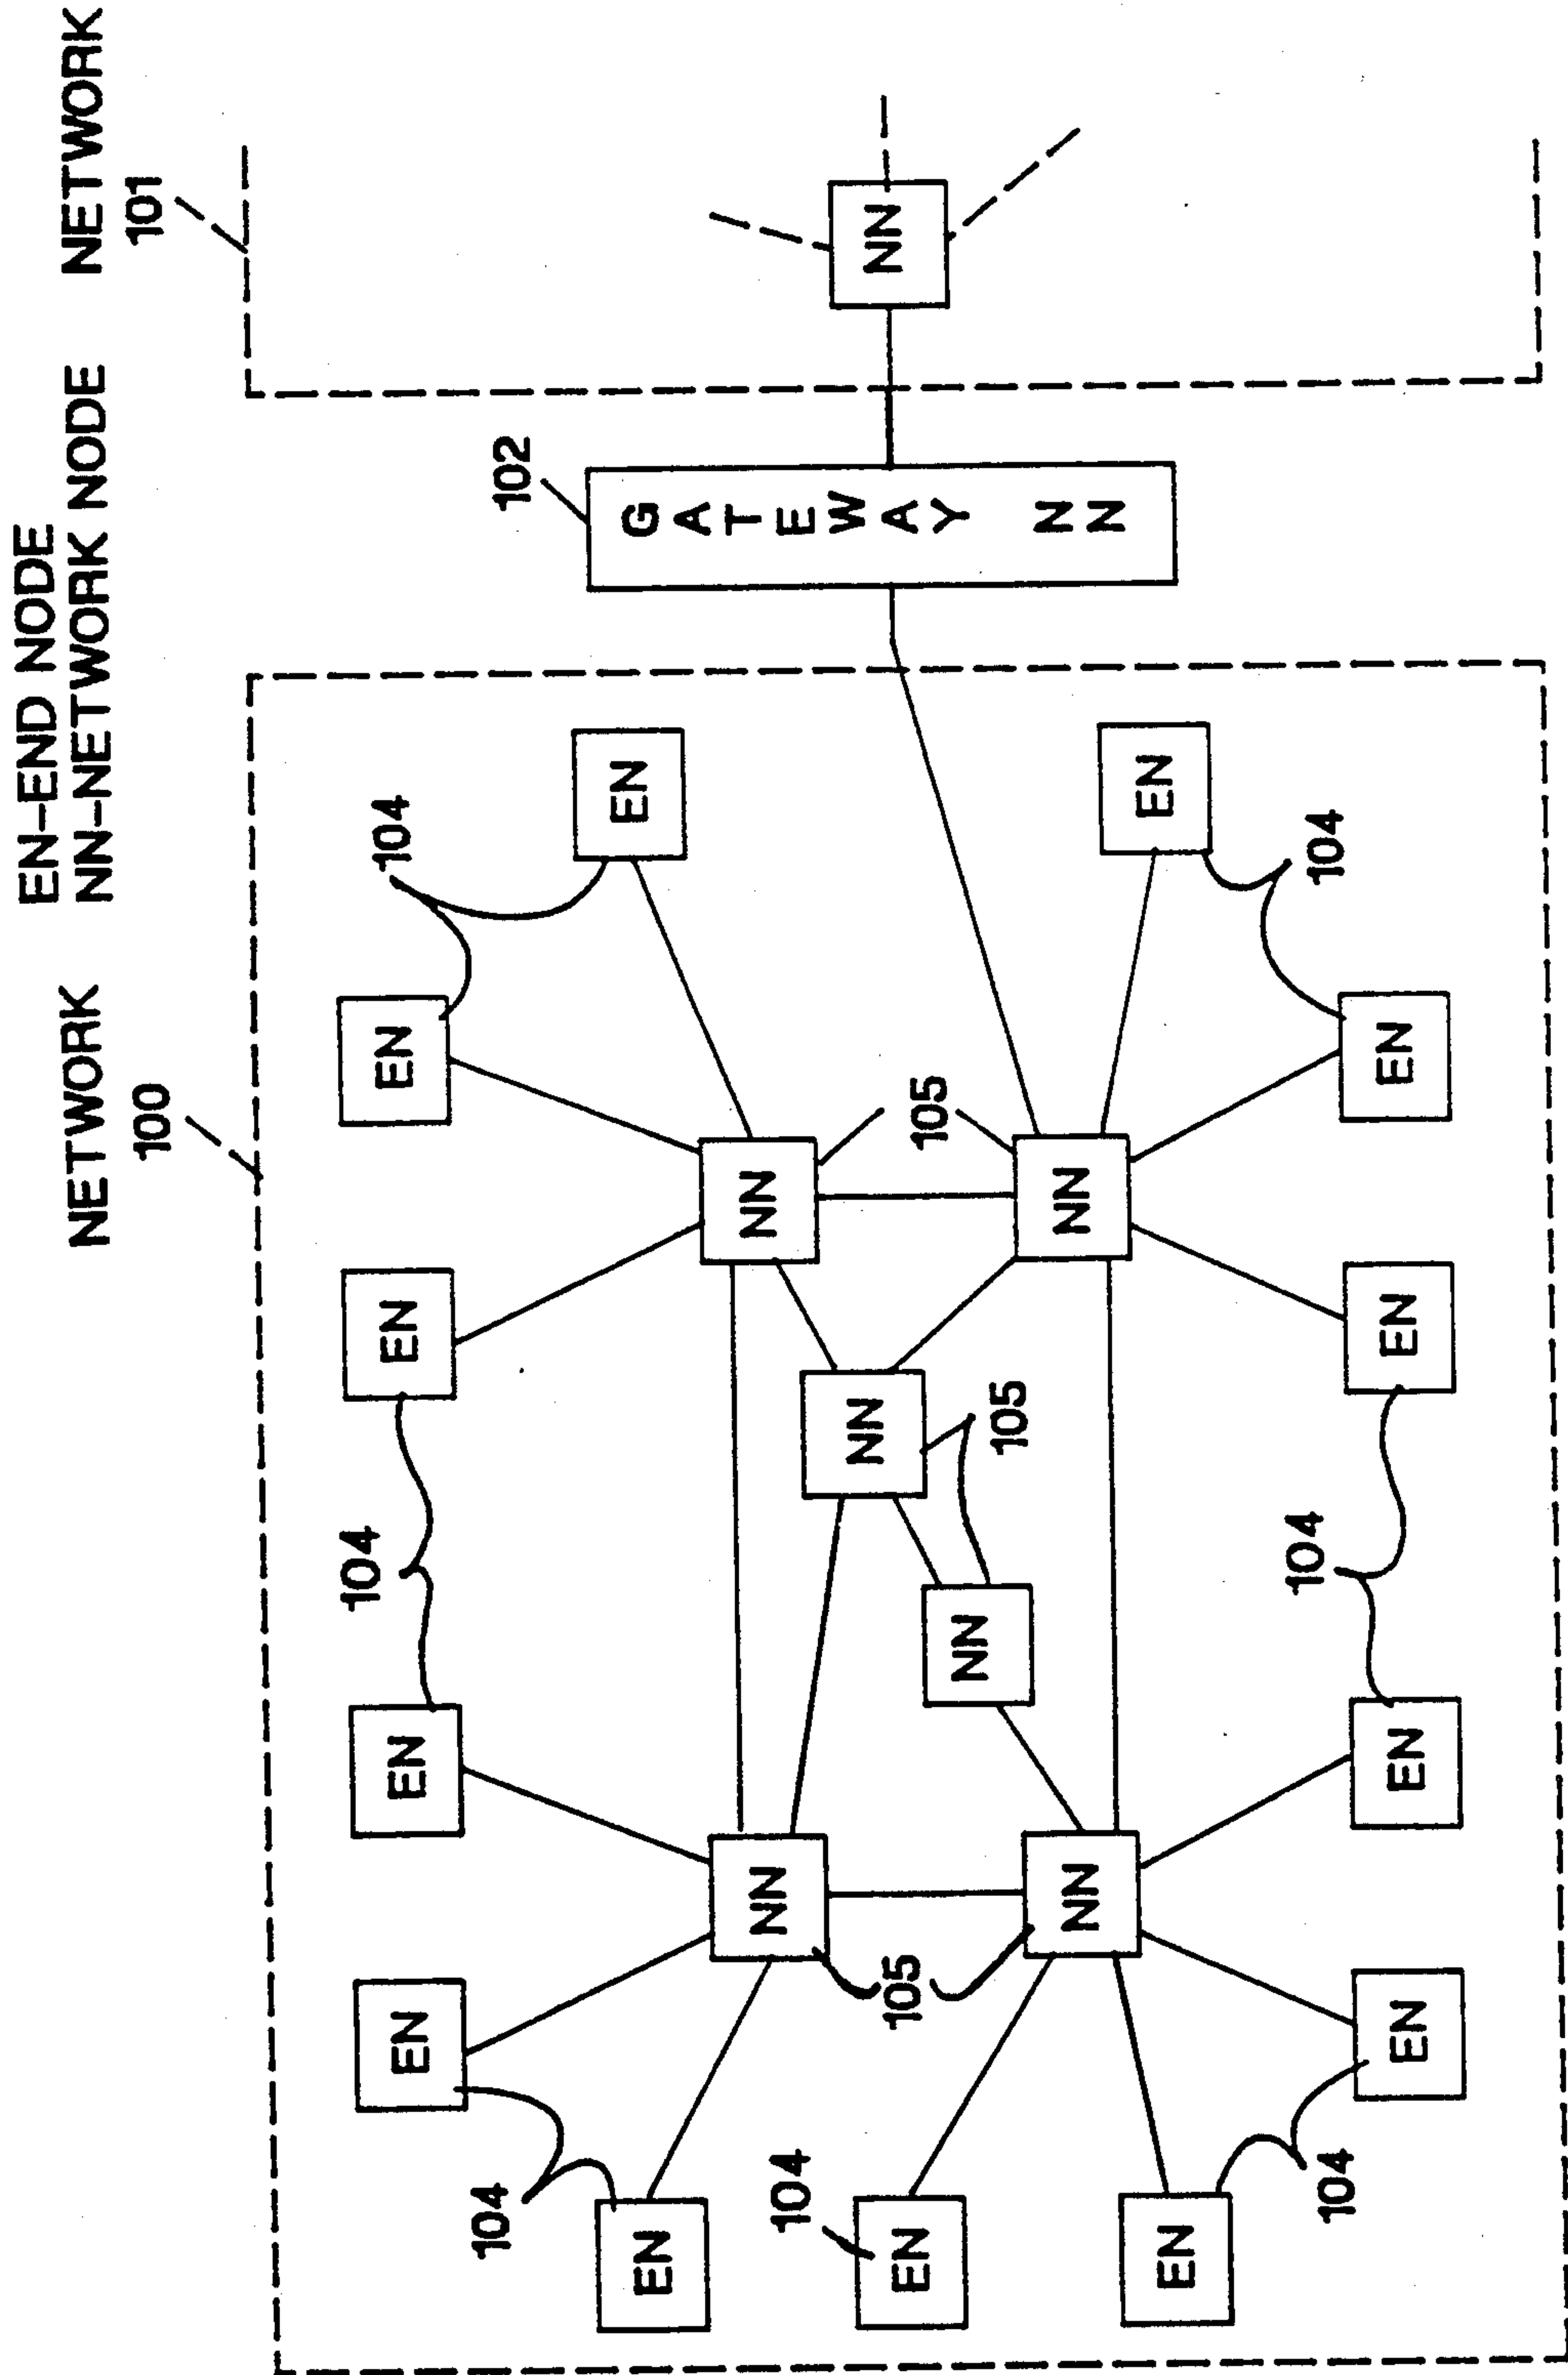 EN–END NODE
NETWORK
NN–NETWORK NODE
NETWORK
100
101
104
104
EN
EN
EN
EN
104
102
EN
EN
GATEWAY NN
NN
NN
104
NN
NN
105
EN
105
NN
105
NN
NN
EN
EN
104
104
104
EN
EN
EN
EN